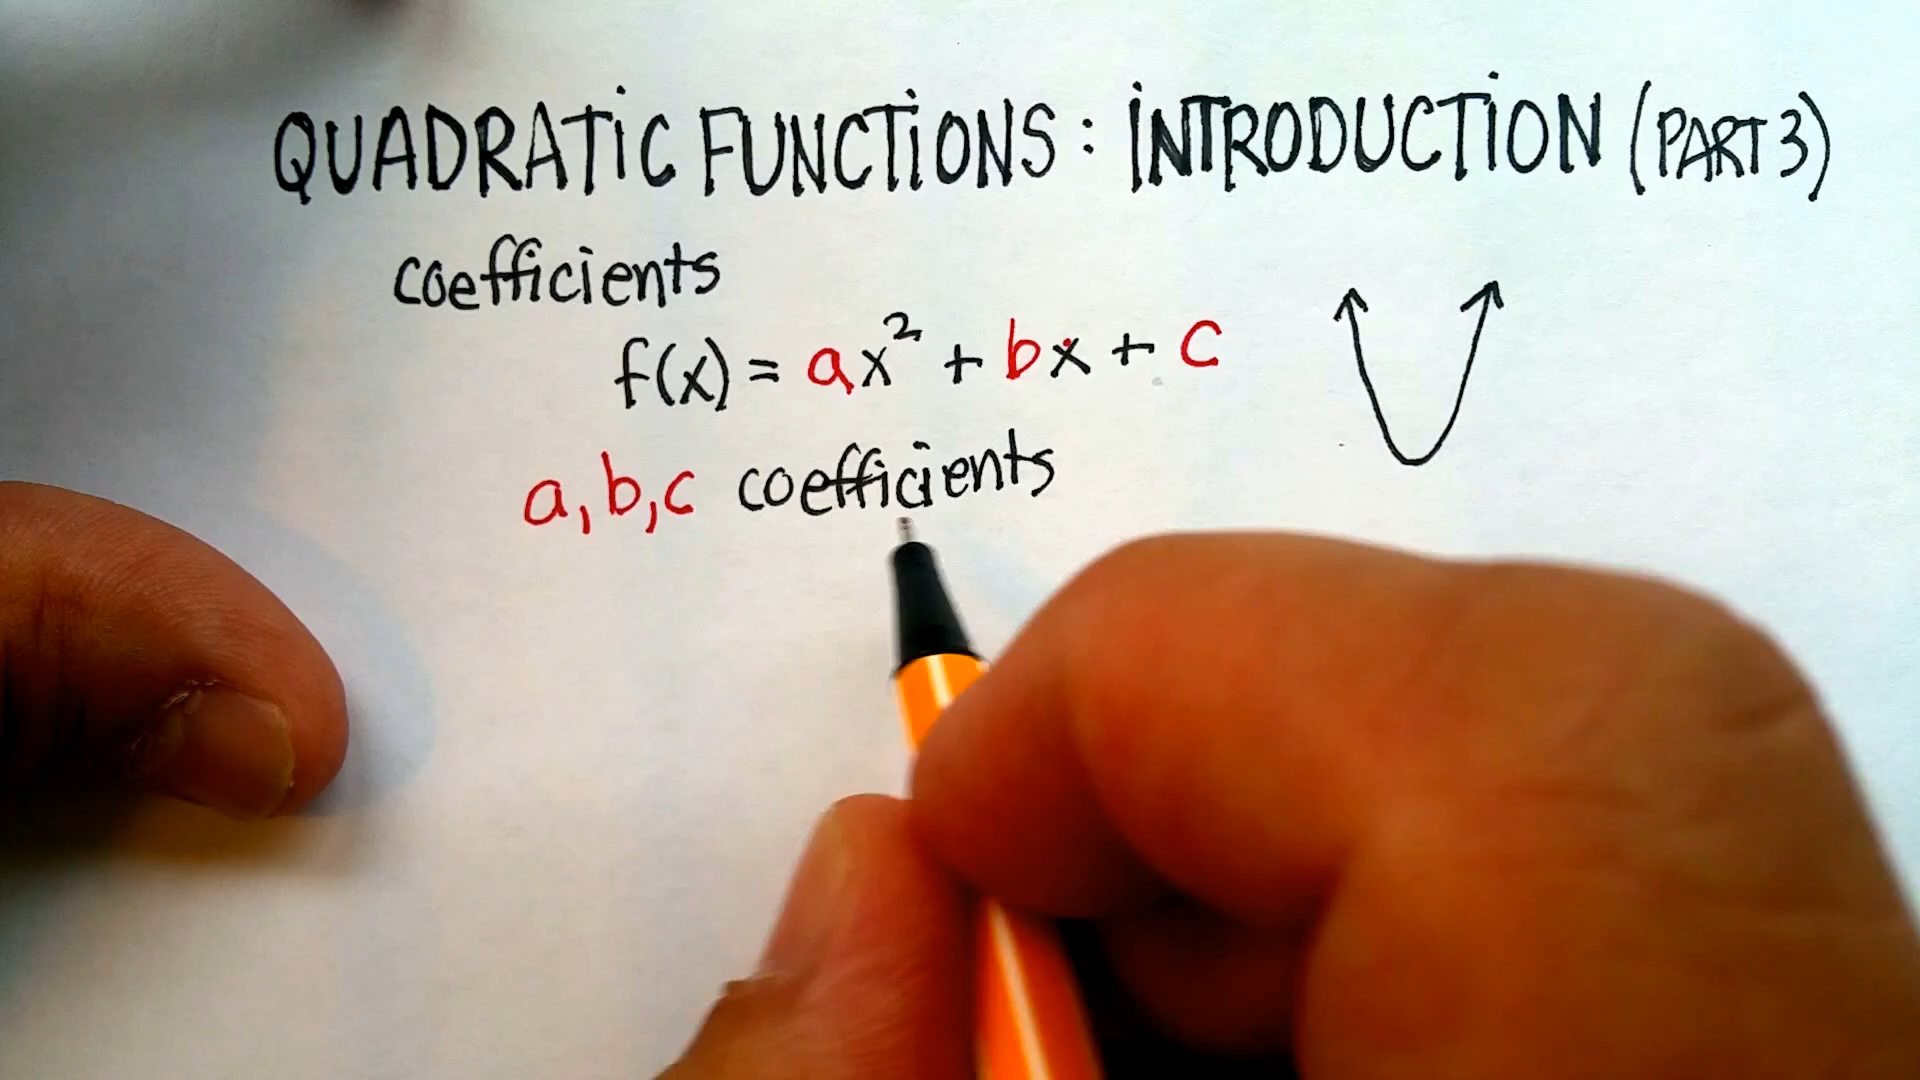 QUADRATIC FUNCTIONS: INTRODUCTION (PART 3)
coefficients
f(x) = ax² + bx + c
a, b, c coefficients